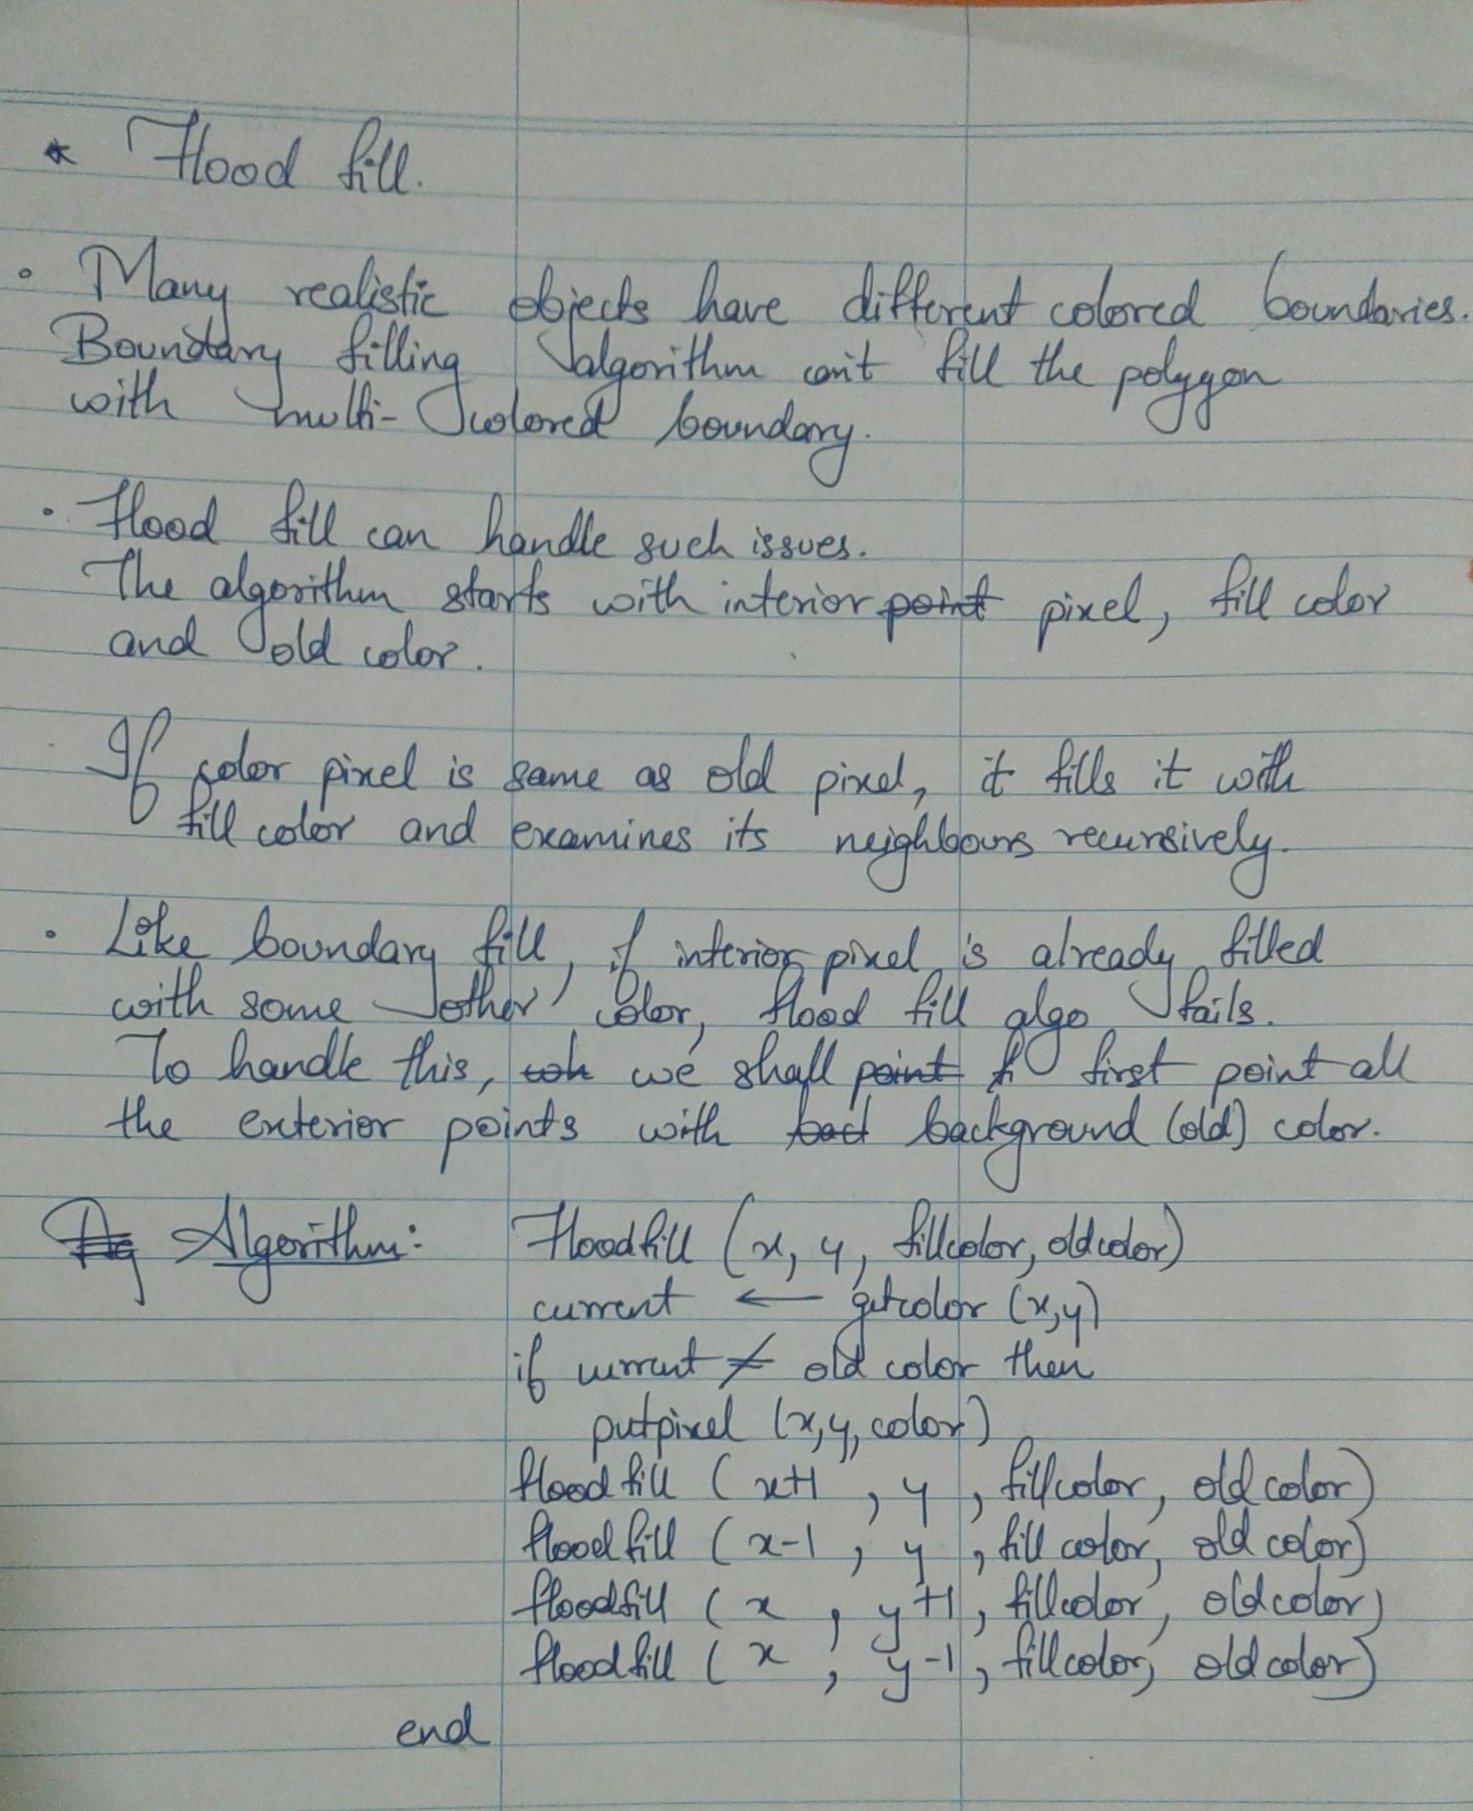 * Flood fill.
• Many realistic objects have different colored boundaries.
Boundary filling algorithm can't fill the polygon
with multi-colored boundary.
• Flood fill can handle such issues.
The algorithm starts with interior point pixel, fill color
and old color.
If color pixel is same as old pixel, it fills it with
fill color and examines its neighbours recursively.
• Like boundary fill, if interior pixel is already filled
with some other color, flood fill algo fails.
To handle this, we shall point first point all
the exterior points with background (old) color.
Alg Algorithm: Floodfill (x, y, fillcolor, oldcolor)
current ← getcolor (x,y)
if current ≠ old color then
putpixel (x,y,color)
floodfill (x+1, y, fillcolor, old color)
floodfill (x-1, y, fill color, old color)
floodfill (x, y+1, fillcolor, oldcolor)
floodfill (x, y-1, fillcolor, old color)
end